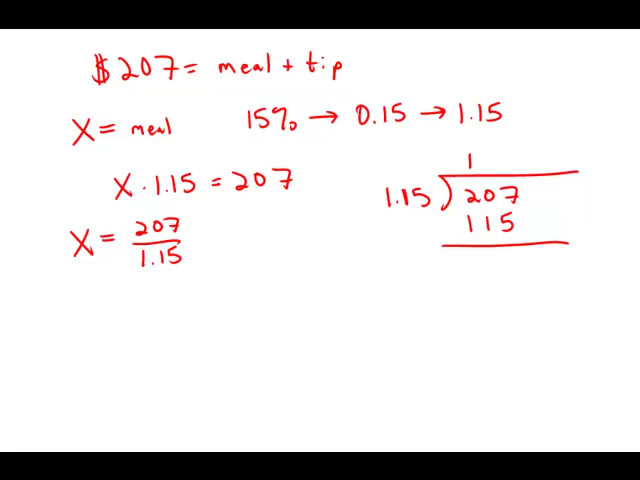 $207 = meal + tip
X = meal
15% → 0.15 → 1.15
X · 1.15 = 207
X = 207/1.15
1
1.15 ) 207
115